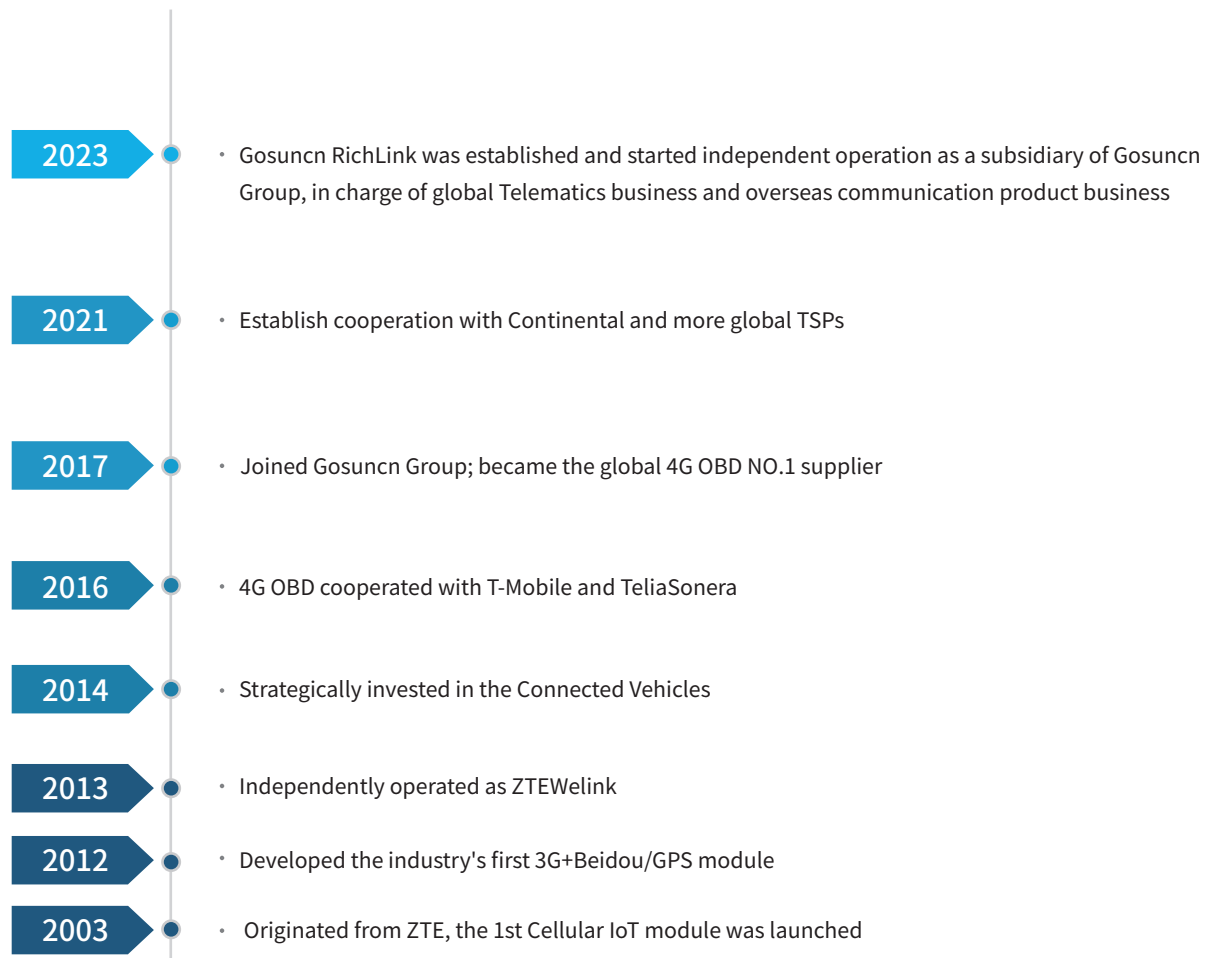 2023
· Gosuncn RichLink was established and started independent operation as a subsidiary of Gosuncn
Group, in charge of global Telematics business and overseas communication product business
2021
· Establish cooperation with Continental and more global TSPs
2017
· Joined Gosuncn Group; became the global 4G OBD NO.1 supplier
2016
· 4G OBD cooperated with T-Mobile and TeliaSonera
2014
· Strategically invested in the Connected Vehicles
2013
· Independently operated as ZTEWelink
2012
· Developed the industry's first 3G+Beidou/GPS module
2003
· Originated from ZTE, the 1st Cellular IoT module was launched